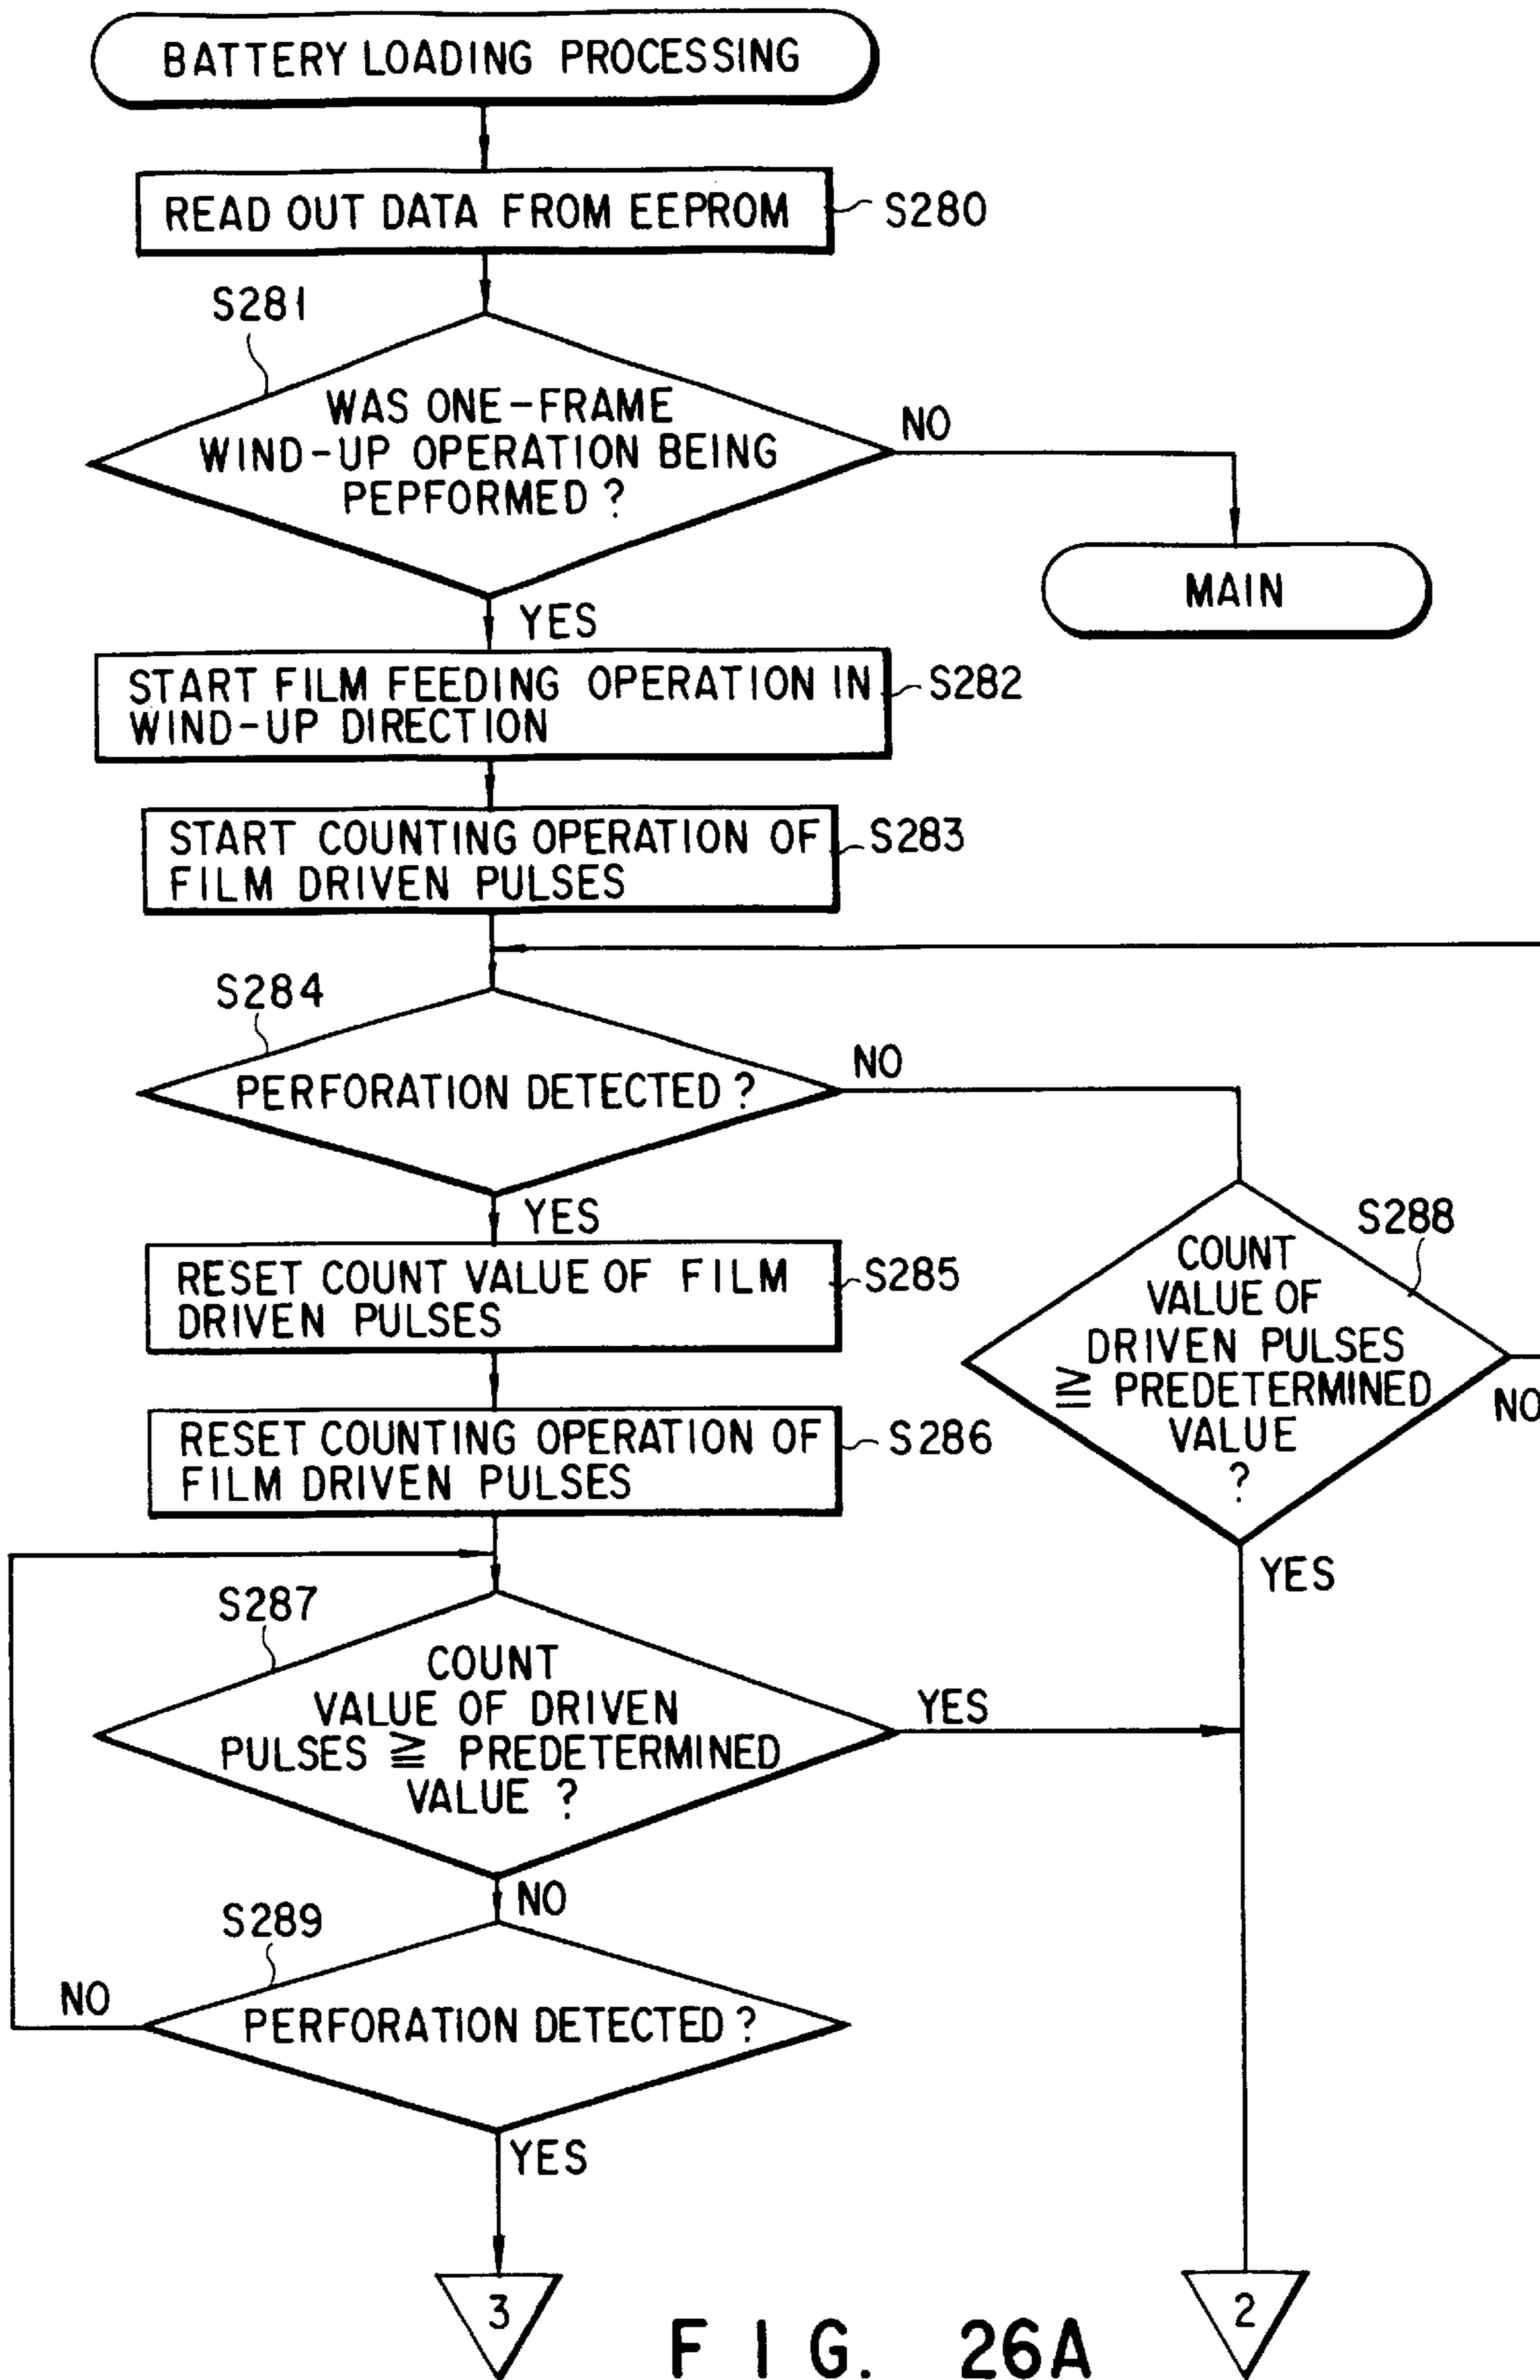 BATTERY LOADING PROCESSING
READ OUT DATA FROM EEPROM
S280
S281
WAS ONE-FRAME
WIND-UP OPERATION BEING
PEPFORMED ?
NO
MAIN
YES
START FILM FEEDING OPERATION IN
WIND-UP DIRECTION
S282
START COUNTING OPERATION OF
FILM DRIVEN PULSES
S283
S284
PERFORATION DETECTED ?
NO
YES
RESET COUNT VALUE OF FILM
DRIVEN PULSES
S285
S288
COUNT
VALUE OF
DRIVEN PULSES
≧ PREDETERMINED
VALUE
?
NO
YES
RESET COUNTING OPERATION OF
FILM DRIVEN PULSES
S286
S287
COUNT
VALUE OF DRIVEN
PULSES ≧ PREDETERMINED
VALUE ?
YES
NO
S289
PERFORATION DETECTED ?
NO
YES
3
2
FIG. 26A